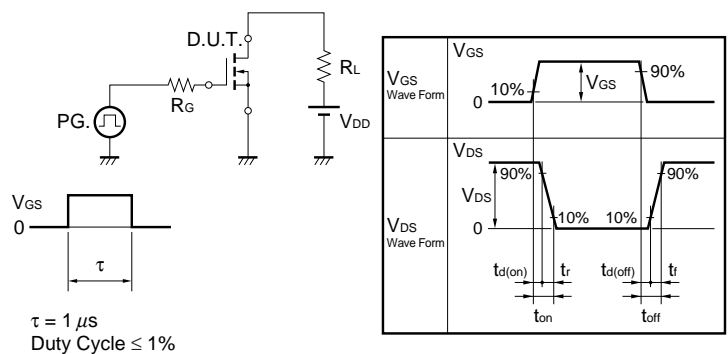 D.U.T.
RL
RG
PG.
VDD
VGS
0
τ
τ = 1 μs
Duty Cycle ≤ 1%
VGS
Wave Form
VGS
10%
VGS
90%
0
VDS
Wave Form
VDS
90%
VDS
90%
10%
10%
0
td(on)
tr
td(off)
tf
ton
toff